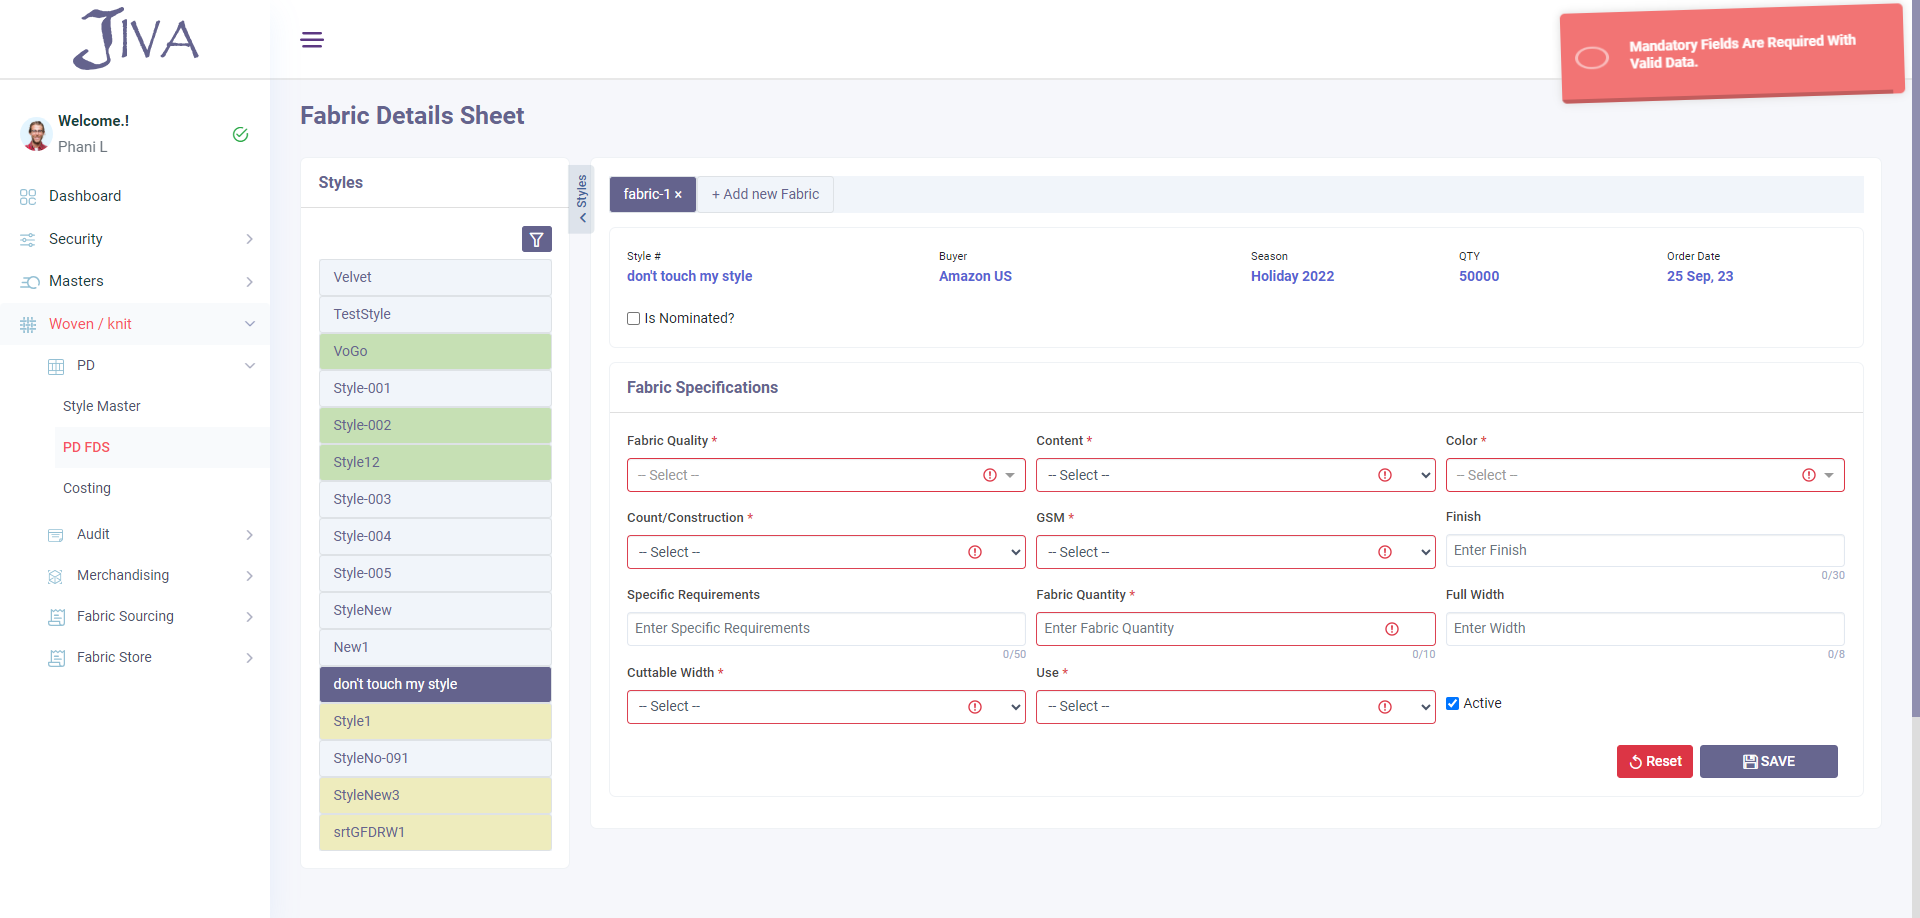 JIVA
Mandatory Fields Are Required With
Valid Data.
Welcome.!
Phani L
Dashboard
Security
Masters
Woven / knit
PD
Style Master
PD FDS
Costing
Audit
Merchandising
Fabric Sourcing
Fabric Store
Fabric Details Sheet
Styles
Styles
Velvet
TestStyle
VoGo
Style-001
Style-002
Style12
Style-003
Style-004
Style-005
StyleNew
New1
don't touch my style
Style1
StyleNo-091
StyleNew3
srtGFDRW1
fabric-1 × + Add new Fabric
Style # Buyer Season QTY Order Date
don't touch my style Amazon US Holiday 2022 50000 25 Sep, 23
Is Nominated?
Fabric Specifications
Fabric Quality * Content * Color *
-- Select -- -- Select -- -- Select --
Count/Construction * GSM * Finish
-- Select -- -- Select -- Enter Finish
0/30
Specific Requirements Fabric Quantity * Full Width
Enter Specific Requirements Enter Fabric Quantity Enter Width
0/50 0/10 0/8
Cuttable Width * Use *
-- Select -- -- Select -- Active
Reset SAVE